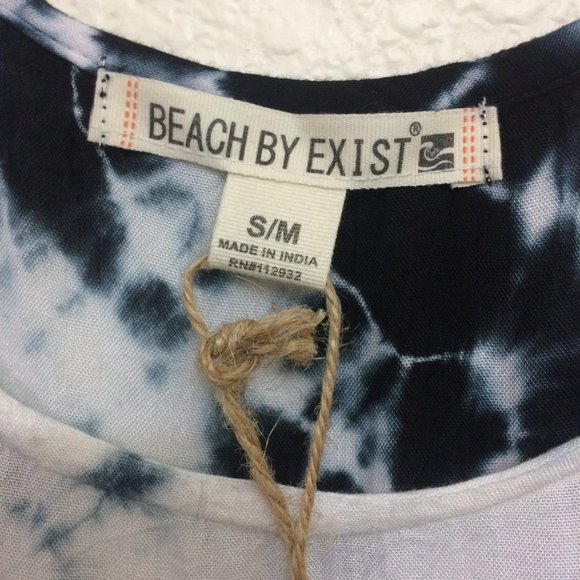 BEACH BY EXIST®
S/M
MADE IN INDIA
RN#112932